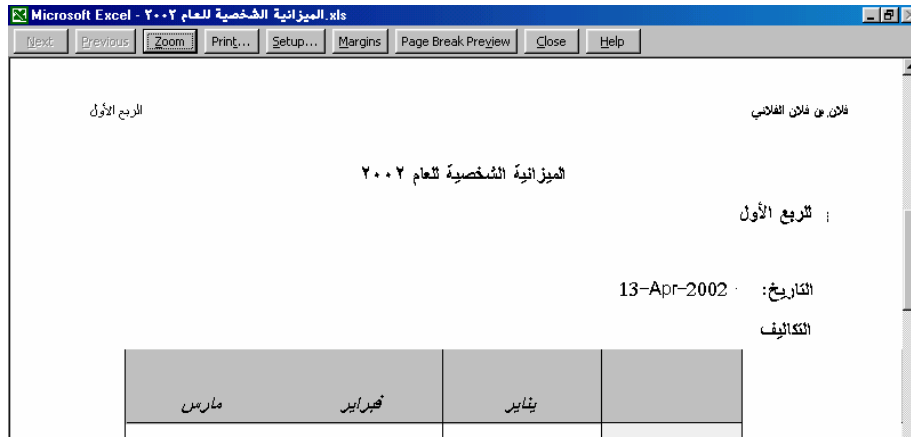 Microsoft Excel - الميزانية الشخصية للعام ٢٠٠٢.xls
Next Previous Zoom Print... Setup... Margins Page Break Preview Close Help
فلان بن فلان الفلاني الربع الأول
الميزانية الشخصية للعام ٢٠٠٢
للربع الأول
التاريخ: 13-Apr-2002
التكاليف
يناير فبراير مارس